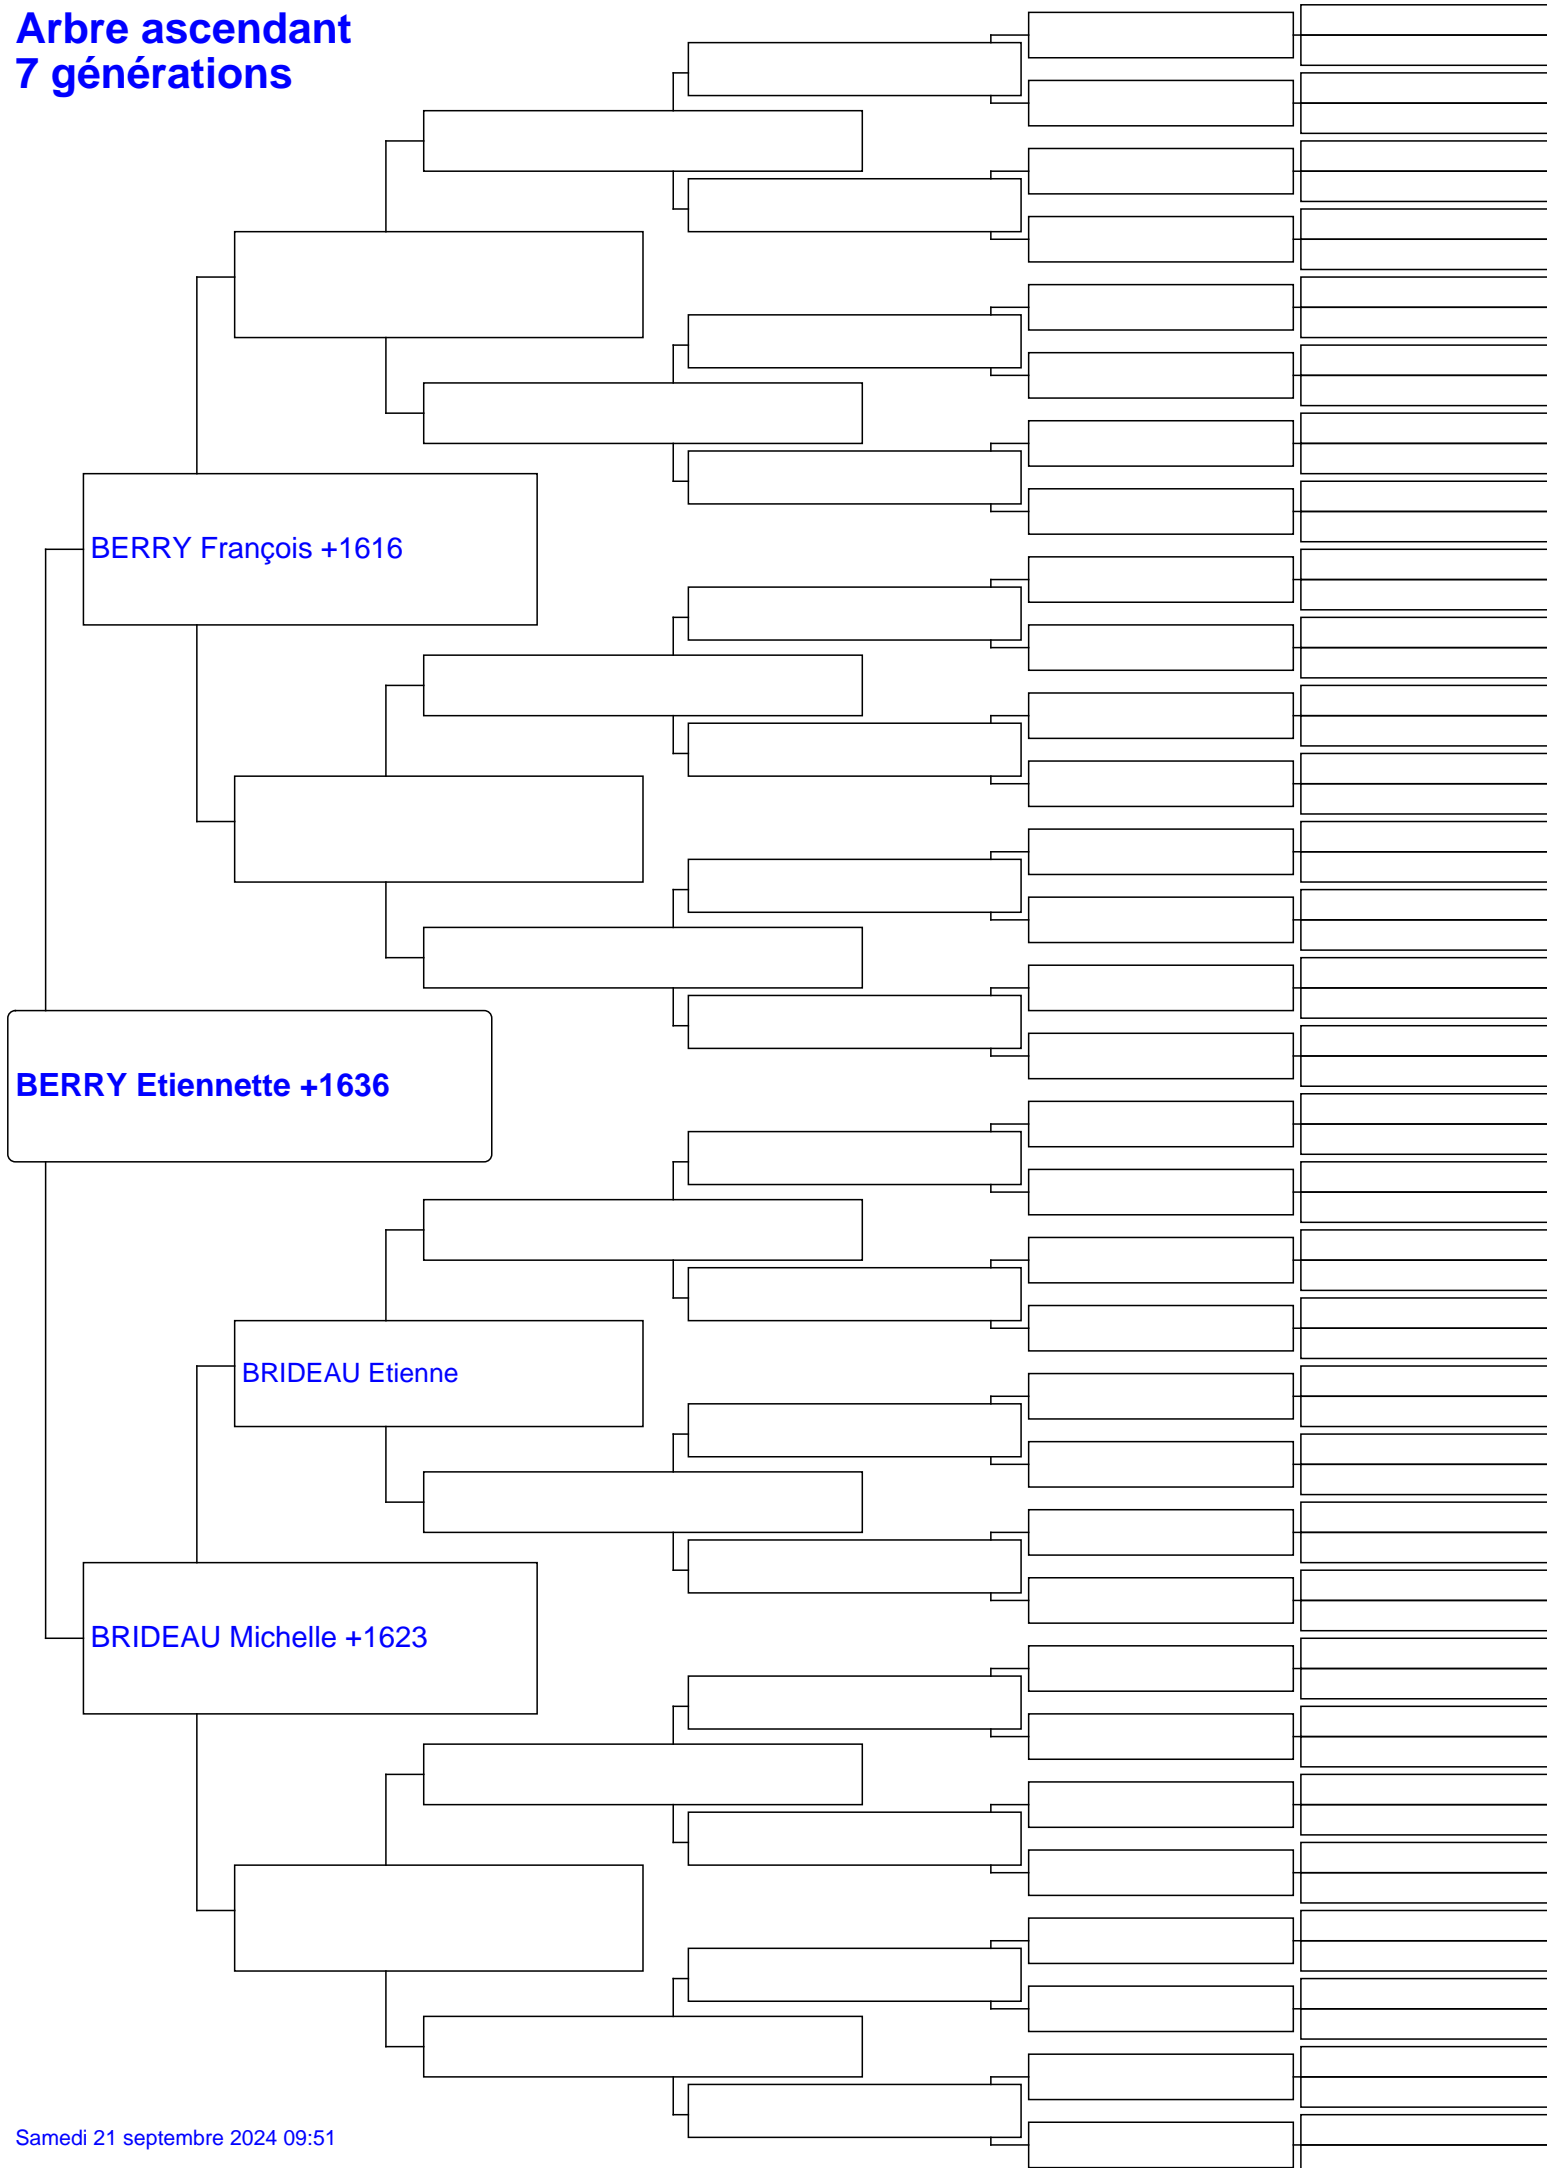 Arbre ascendant
7 générations
BERRY François +1616
BERRY Etiennette +1636
BRIDEAU Etienne
BRIDEAU Michelle +1623
Samedi 21 septembre 2024 09:51